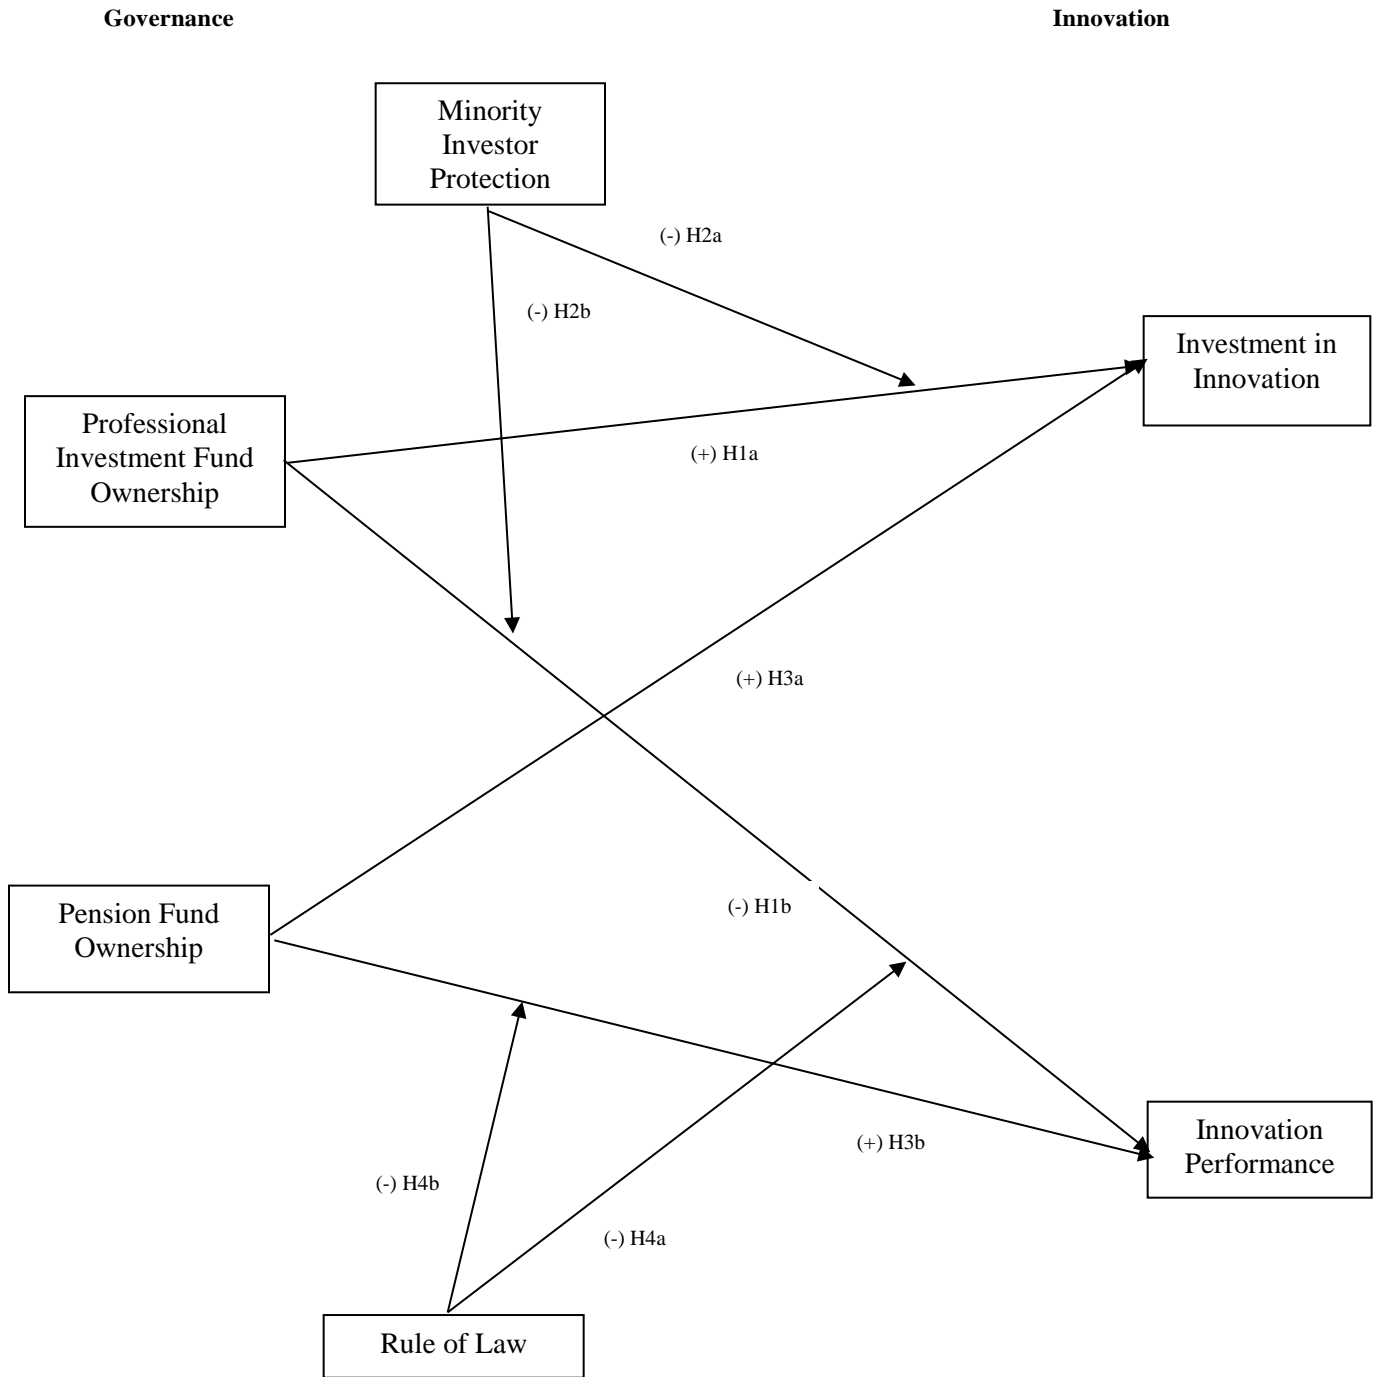 Governance
Innovation
Minority
Investor
Protection
(-) H2a
(-) H2b
Investment in
Innovation
Professional
Investment Fund
Ownership
(+) H1a
(+) H3a
(-) H1b
Pension Fund
Ownership
(+) H3b
Innovation
Performance
(-) H4b
(-) H4a
Rule of Law